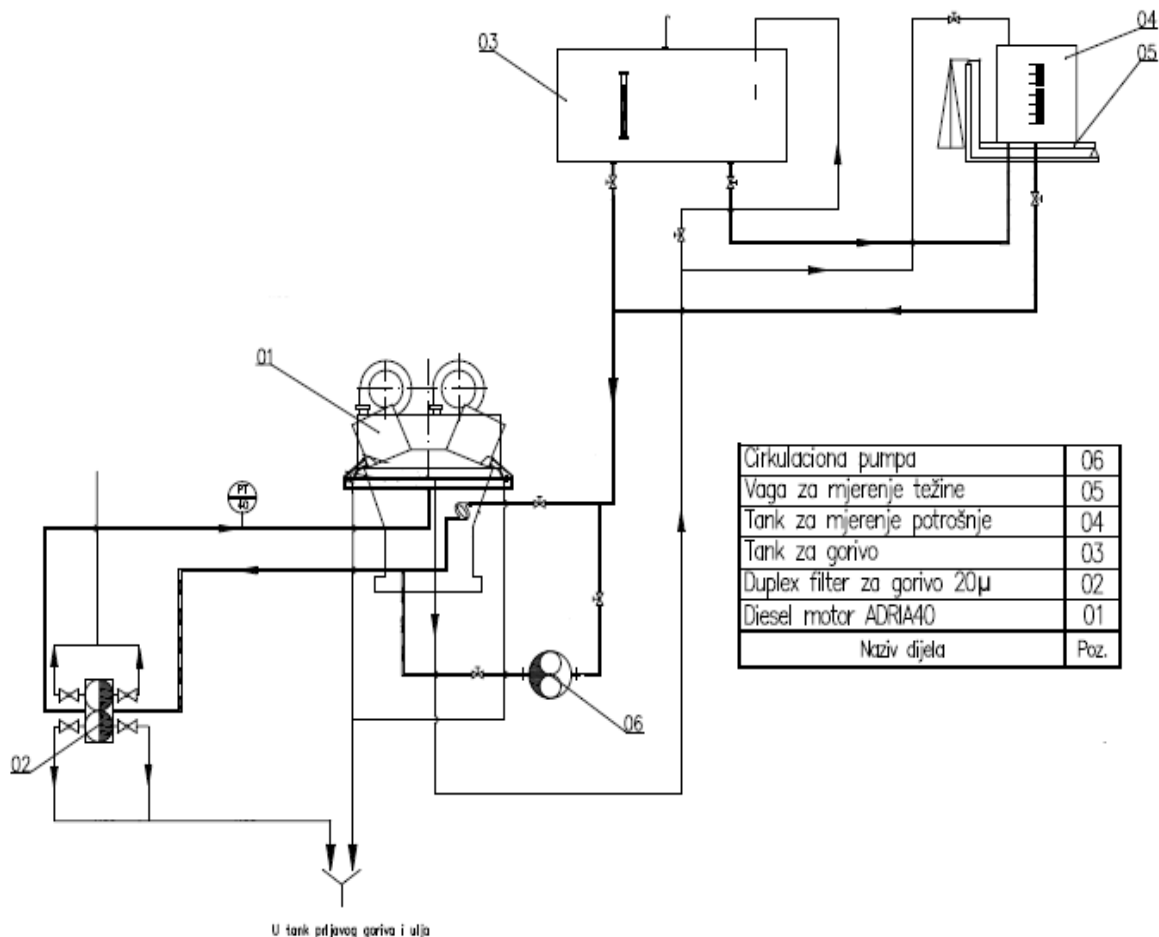 03
04
05
01
PT
40
Cirkulaciona pumpa 06
Vaga za mjerenje težine 05
Tank za mjerenje potrošnje 04
Tank za gorivo 03
Duplex filter za gorivo 20µ 02
Diesel motor ADRIA40 01
Naziv dijela Poz.
06
02
U tank prljavog goriva i ulja